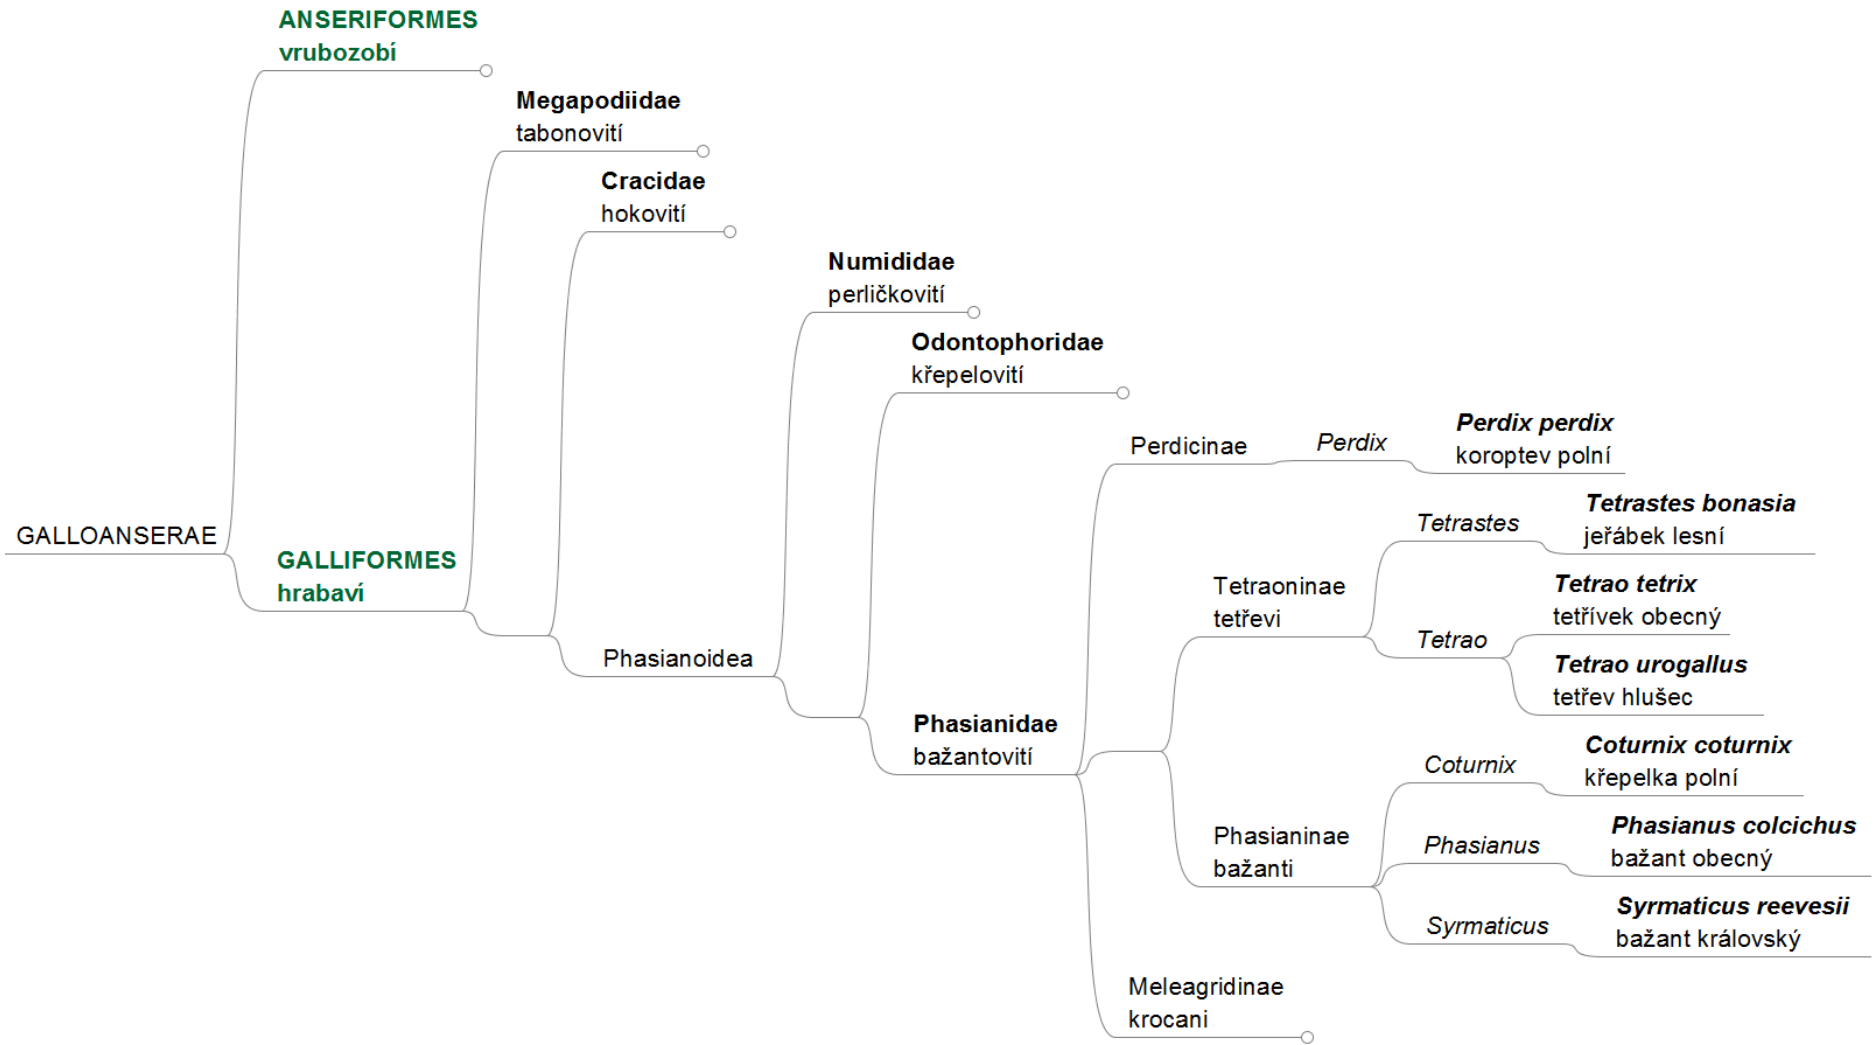 ANSERIFORMES
vrubozobí
Megapodiidae
tabonovití
Cracidae
hokovití
Numididae
perličkovití
Odontophoridae
křepelovití
Perdicinae
Perdix
Perdix perdix
koroptev polní
Tetrastes
Tetrastes bonasia
jeřábek lesní
GALLOANSERAE
GALLIFORMES
hrabaví
Tetraoninae
tetřevi
Tetrao
Tetrao tetrix
tetřívek obecný
Tetrao urogallus
tetřev hlušec
Phasianoidea
Phasianidae
bažantovití
Coturnix
Coturnix coturnix
křepelka polní
Phasianinae
bažanti
Phasianus
Phasianus colcichus
bažant obecný
Syrmaticus
Syrmaticus reevesii
bažant královský
Meleagridinae
krocani